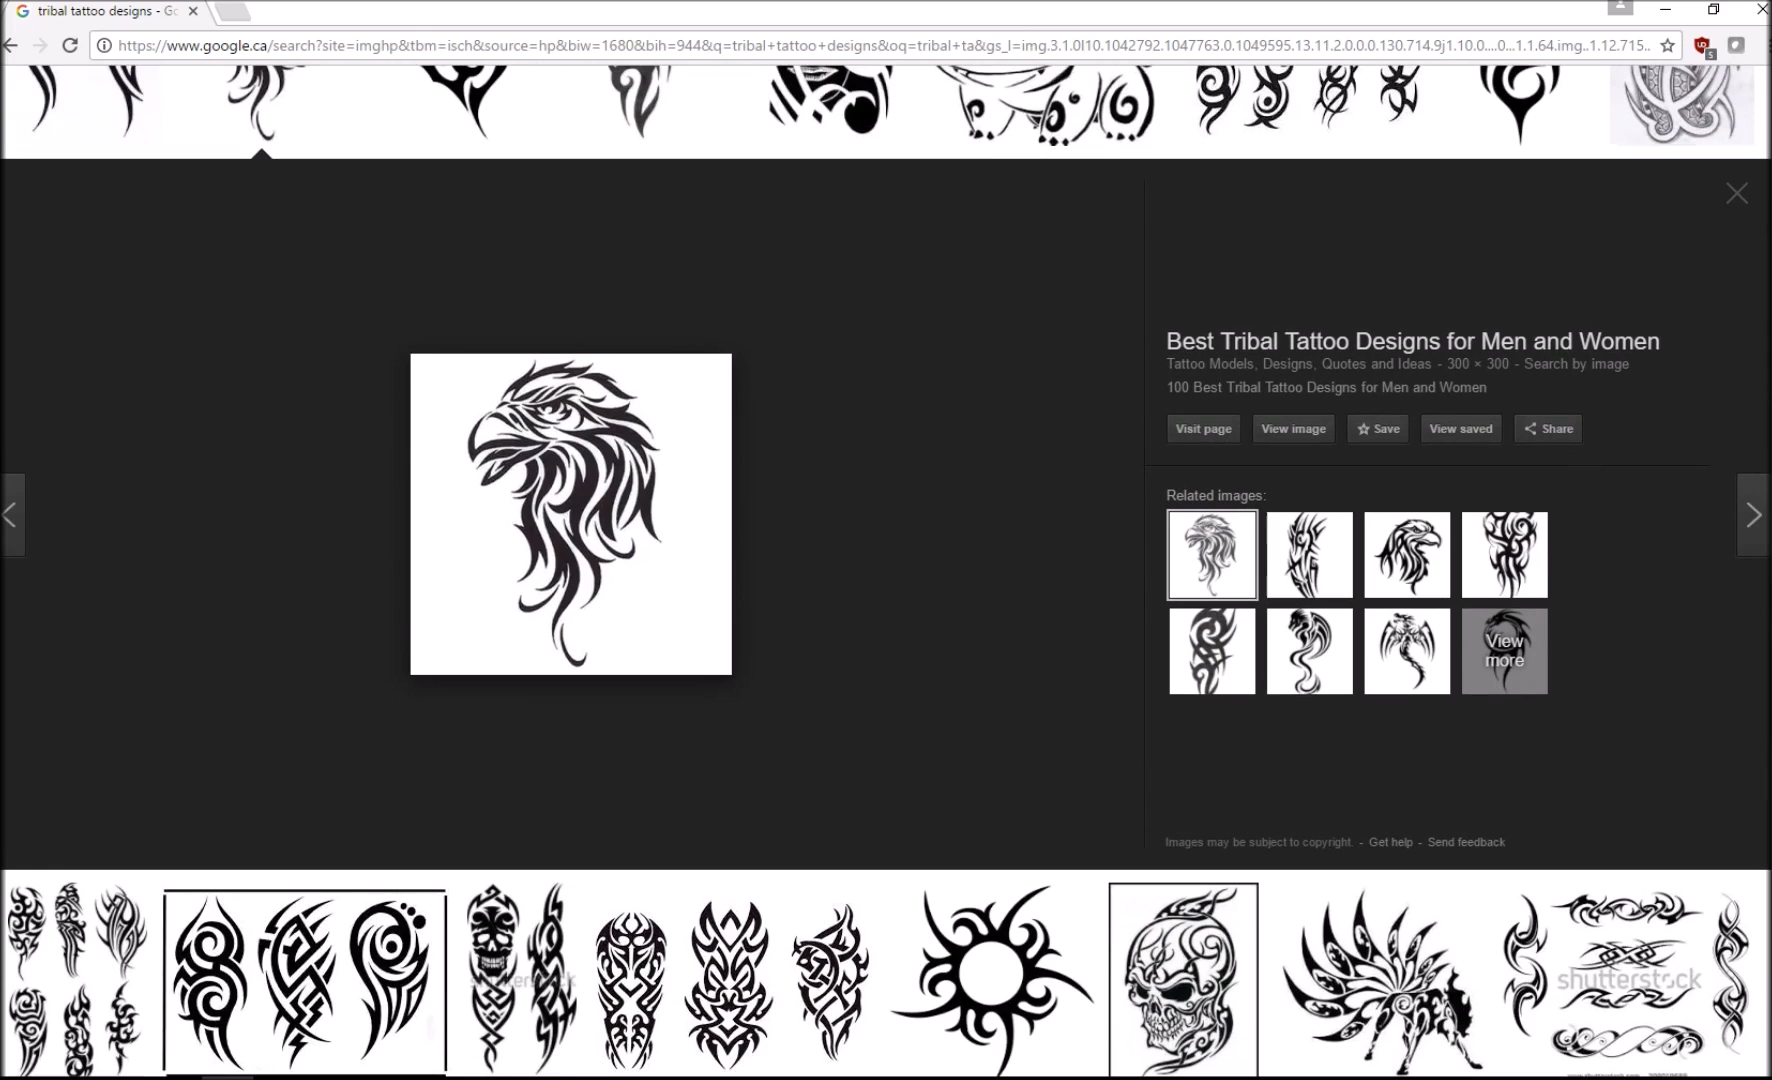 tribal tattoo designs - Go
https://www.google.ca/search?site=imghp&tbm=isch&source=hp&biw=1680&bih=944&q=tribal+tattoo+designs&oq=tribal+ta&gs_l=img.3.1.0l10.1042792.1047763.0.1049595.13.11.2.0.0.0.130.714.9j1.10.0....0...1.1.64.img..1.12.715..
5
Best Tribal Tattoo Designs for Men and Women
Tattoo Models, Designs, Quotes and Ideas - 300 × 300 - Search by image
100 Best Tribal Tattoo Designs for Men and Women
Visit page View image Save View saved Share
Related images:
View
more
Images may be subject to copyright. - Get help - Send feedback
shutterstock